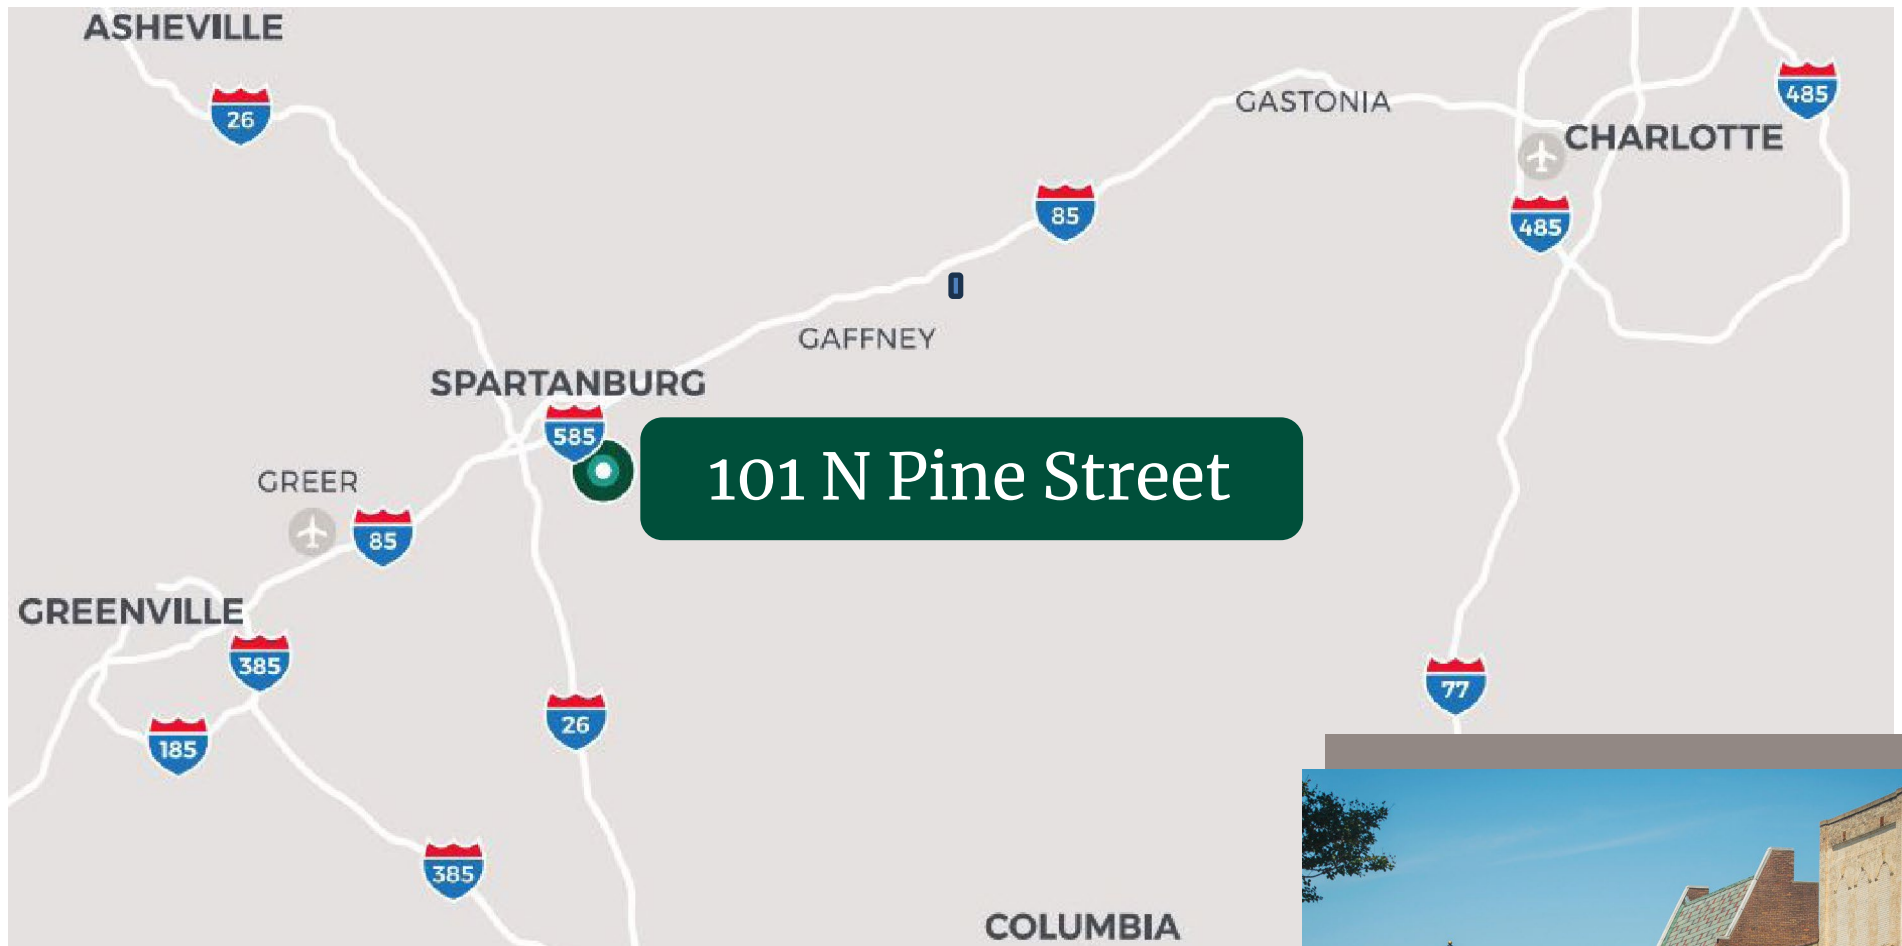 ASHEVILLE
26
GASTONIA
485
CHARLOTTE
85
485
GAFFNEY
SPARTANBURG
585
101 N Pine Street
GREER
85
GREENVILLE
385
77
26
185
385
COLUMBIA